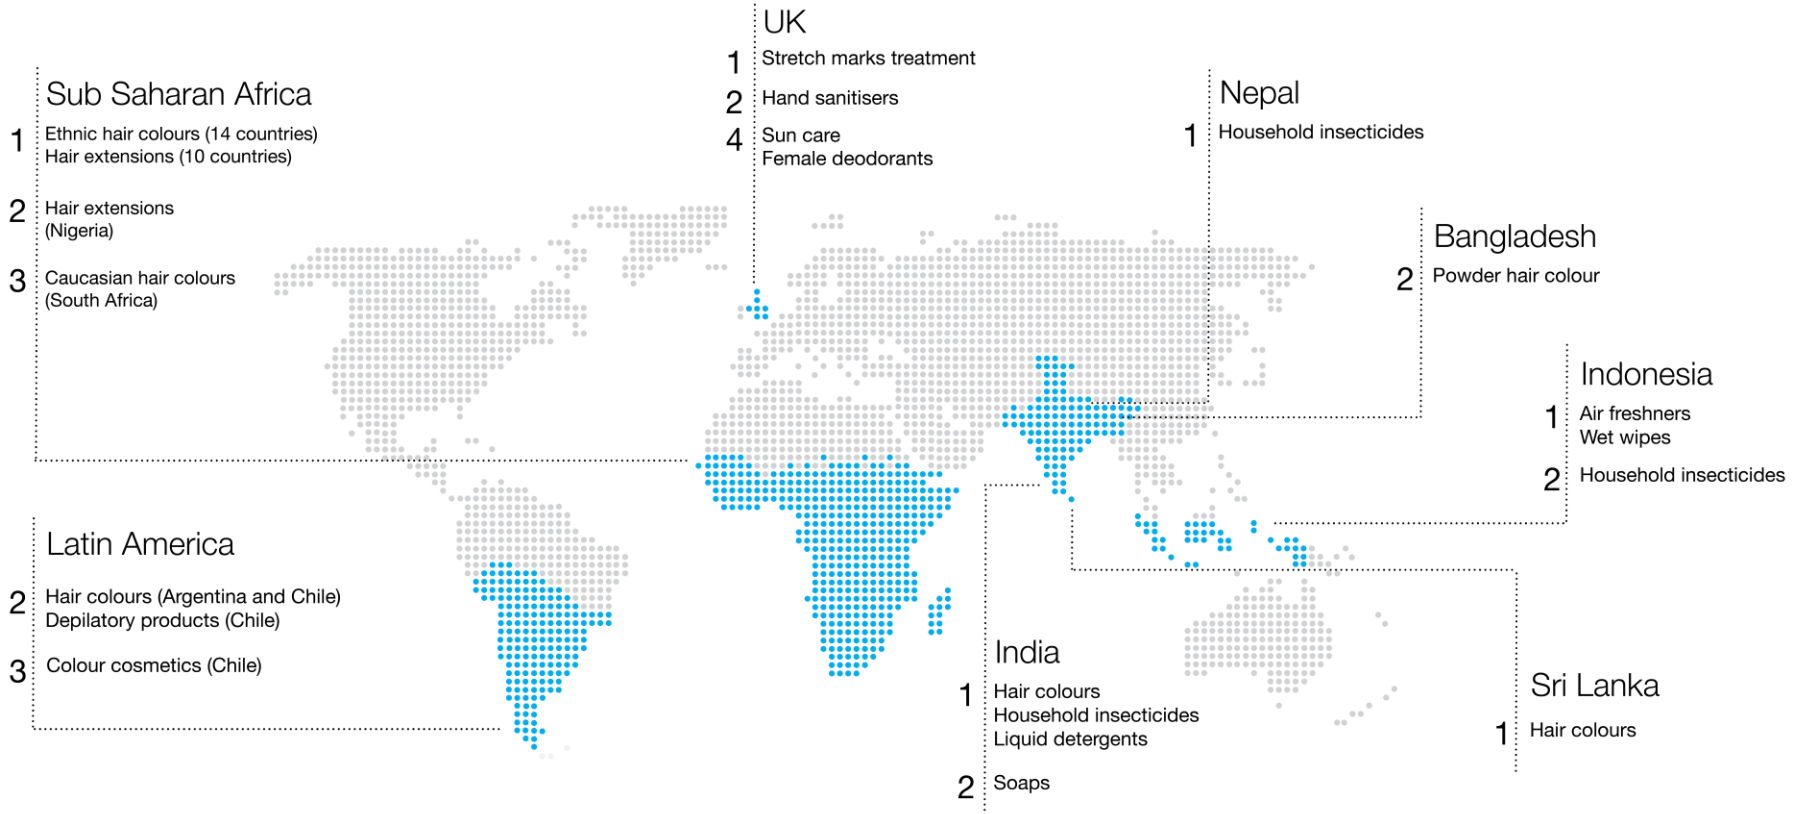 UK
1 Stretch marks treatment
2 Hand sanitisers
4 Sun care
Female deodorants
Sub Saharan Africa
1 Ethnic hair colours (14 countries)
Hair extensions (10 countries)
2 Hair extensions
(Nigeria)
3 Caucasian hair colours
(South Africa)
Nepal
1 Household insecticides
Bangladesh
2 Powder hair colour
Indonesia
1 Air freshners
Wet wipes
2 Household insecticides
Latin America
2 Hair colours (Argentina and Chile)
Depilatory products (Chile)
3 Colour cosmetics (Chile)
India
1 Hair colours
Household insecticides
Liquid detergents
2 Soaps
Sri Lanka
1 Hair colours